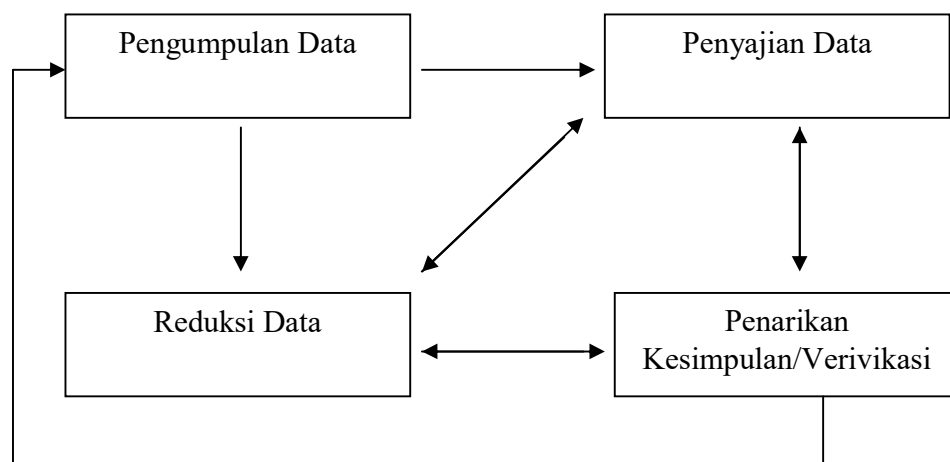 Pengumpulan Data
Penyajian Data
Reduksi Data
Penarikan
Kesimpulan/Verivikasi